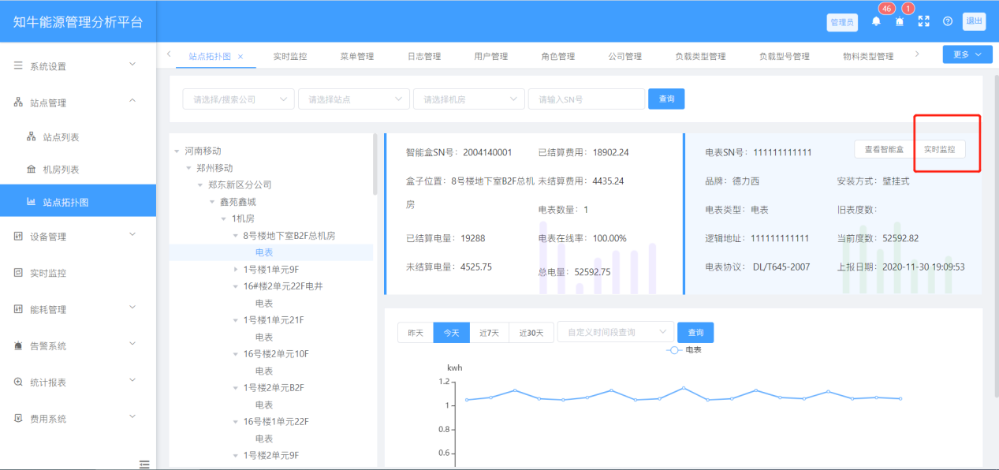 知牛能源管理分析平台
管理员 46 1 退出
系统设置
站点管理
站点列表
机房列表
站点拓扑图
设备管理
实时监控
能耗管理
告警系统
统计报表
费用系统
站点拓扑图 × 实时监控 菜单管理 日志管理 用户管理 角色管理 公司管理 负载类型管理 负载型号管理 物料类型管理 更多
请选择/搜索公司 请选择站点 请选择机房 请输入SN号 查询
河南移动
郑州移动
郑东新区分公司
鑫苑鑫城
1机房
8号楼地下室B2F总机房
电表
1号楼1单元9F
16#楼2单元22F电井
电表
1号楼1单元21F
电表
16号楼2单元10F
电表
1号楼2单元B2F
电表
16号楼1单元22F
电表
1号楼2单元9F
智能盒SN号: 2004140001 已结算费用: 18902.24
盒子位置: 8号楼地下室B2F总机 未结算费用: 4435.24
房
电表数量: 1
已结算电量: 19288 电表在线率: 100.00%
未结算电量: 4525.75 总电量: 52592.75
电表SN号: 111111111111 查看智能盒 实时监控
品牌: 德力西 安装方式: 壁挂式
电表类型: 电表 旧表度数:
逻辑地址: 111111111111 当前度数: 52592.82
电表协议: DL/T645-2007 上报日期: 2020-11-30 19:09:53
昨天 今天 近7天 近30天 自定义时间段查询 查询
电表
kwh
1.2
1
0.8
0.6